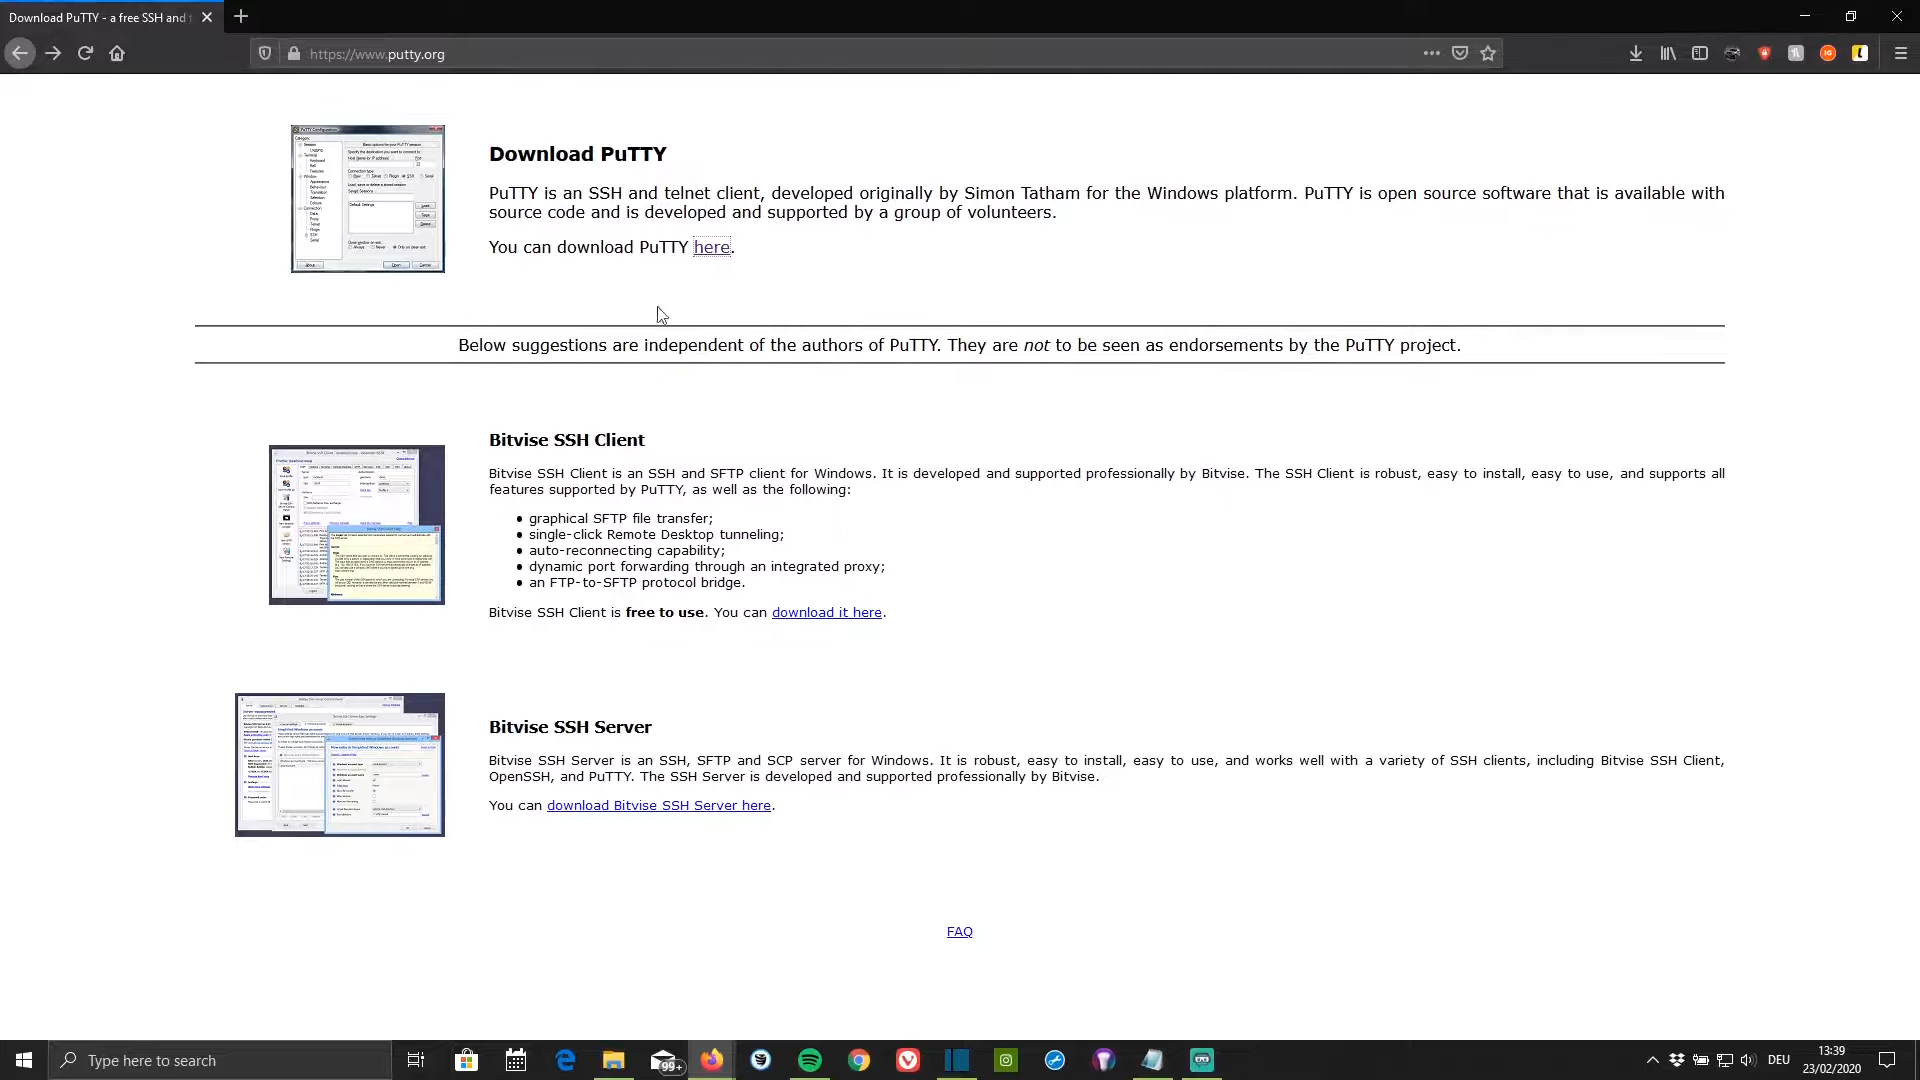 Download PuTTY - a free SSH and
https://www.putty.org
Download PuTTY
PuTTY is an SSH and telnet client, developed originally by Simon Tatham for the Windows platform. PuTTY is open source software that is available with
source code and is developed and supported by a group of volunteers.
You can download PuTTY here.
Below suggestions are independent of the authors of PuTTY. They are not to be seen as endorsements by the PuTTY project.
Bitvise SSH Client
Bitvise SSH Client is an SSH and SFTP client for Windows. It is developed and supported professionally by Bitvise. The SSH Client is robust, easy to install, easy to use, and supports all
features supported by PuTTY, as well as the following:
• graphical SFTP file transfer;
• single-click Remote Desktop tunneling;
• auto-reconnecting capability;
• dynamic port forwarding through an integrated proxy;
• an FTP-to-SFTP protocol bridge.
Bitvise SSH Client is free to use. You can download it here.
Bitvise SSH Server
Bitvise SSH Server is an SSH, SFTP and SCP server for Windows. It is robust, easy to install, easy to use, and works well with a variety of SSH clients, including Bitvise SSH Client,
OpenSSH, and PuTTY. The SSH Server is developed and supported professionally by Bitvise.
You can download Bitvise SSH Server here.
FAQ
Type here to search
99+
DEU
13:39
23/02/2020